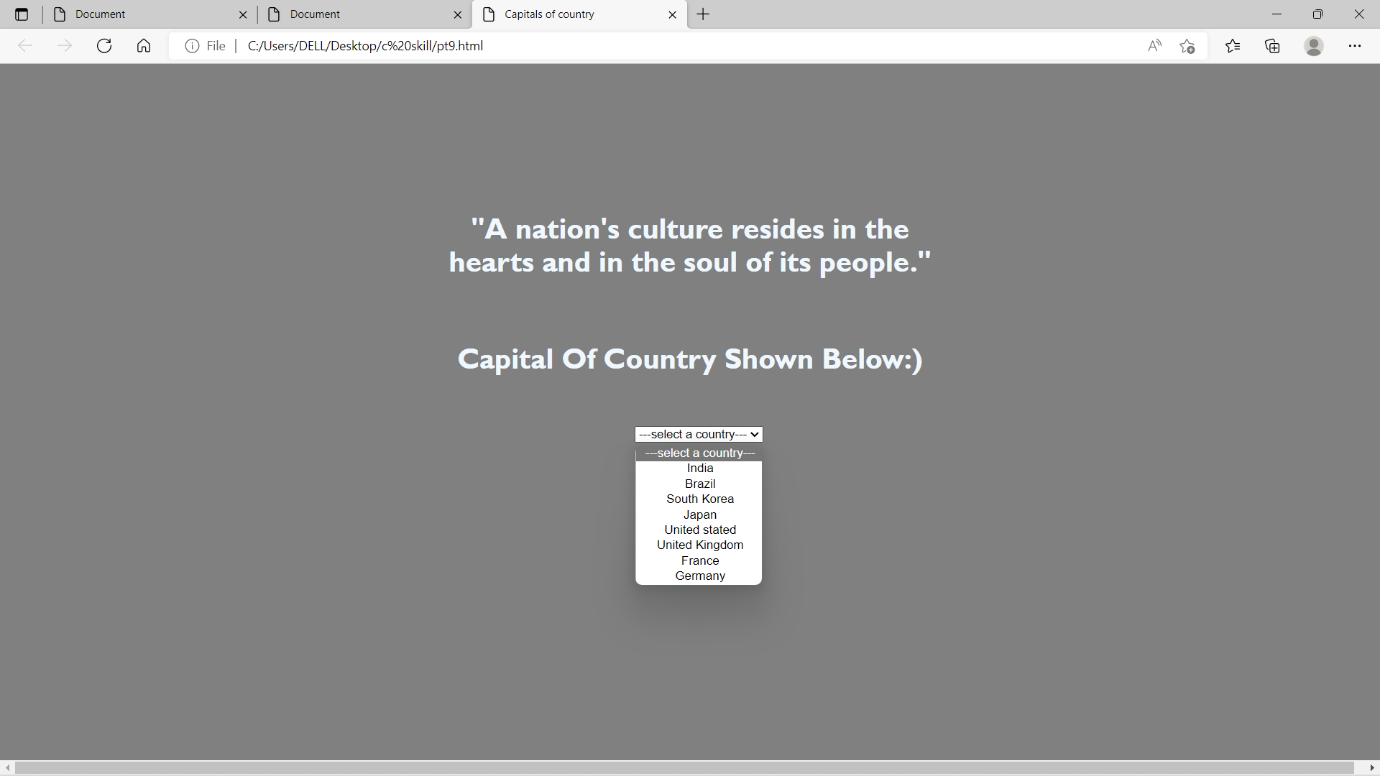 Document
Document
Capitals of country
File
C:/Users/DELL/Desktop/c%20skill/pt9.html
"A nation's culture resides in the
hearts and in the soul of its people."
Capital Of Country Shown Below:)
---select a country---
---select a country---
India
Brazil
South Korea
Japan
United stated
United Kingdom
France
Germany